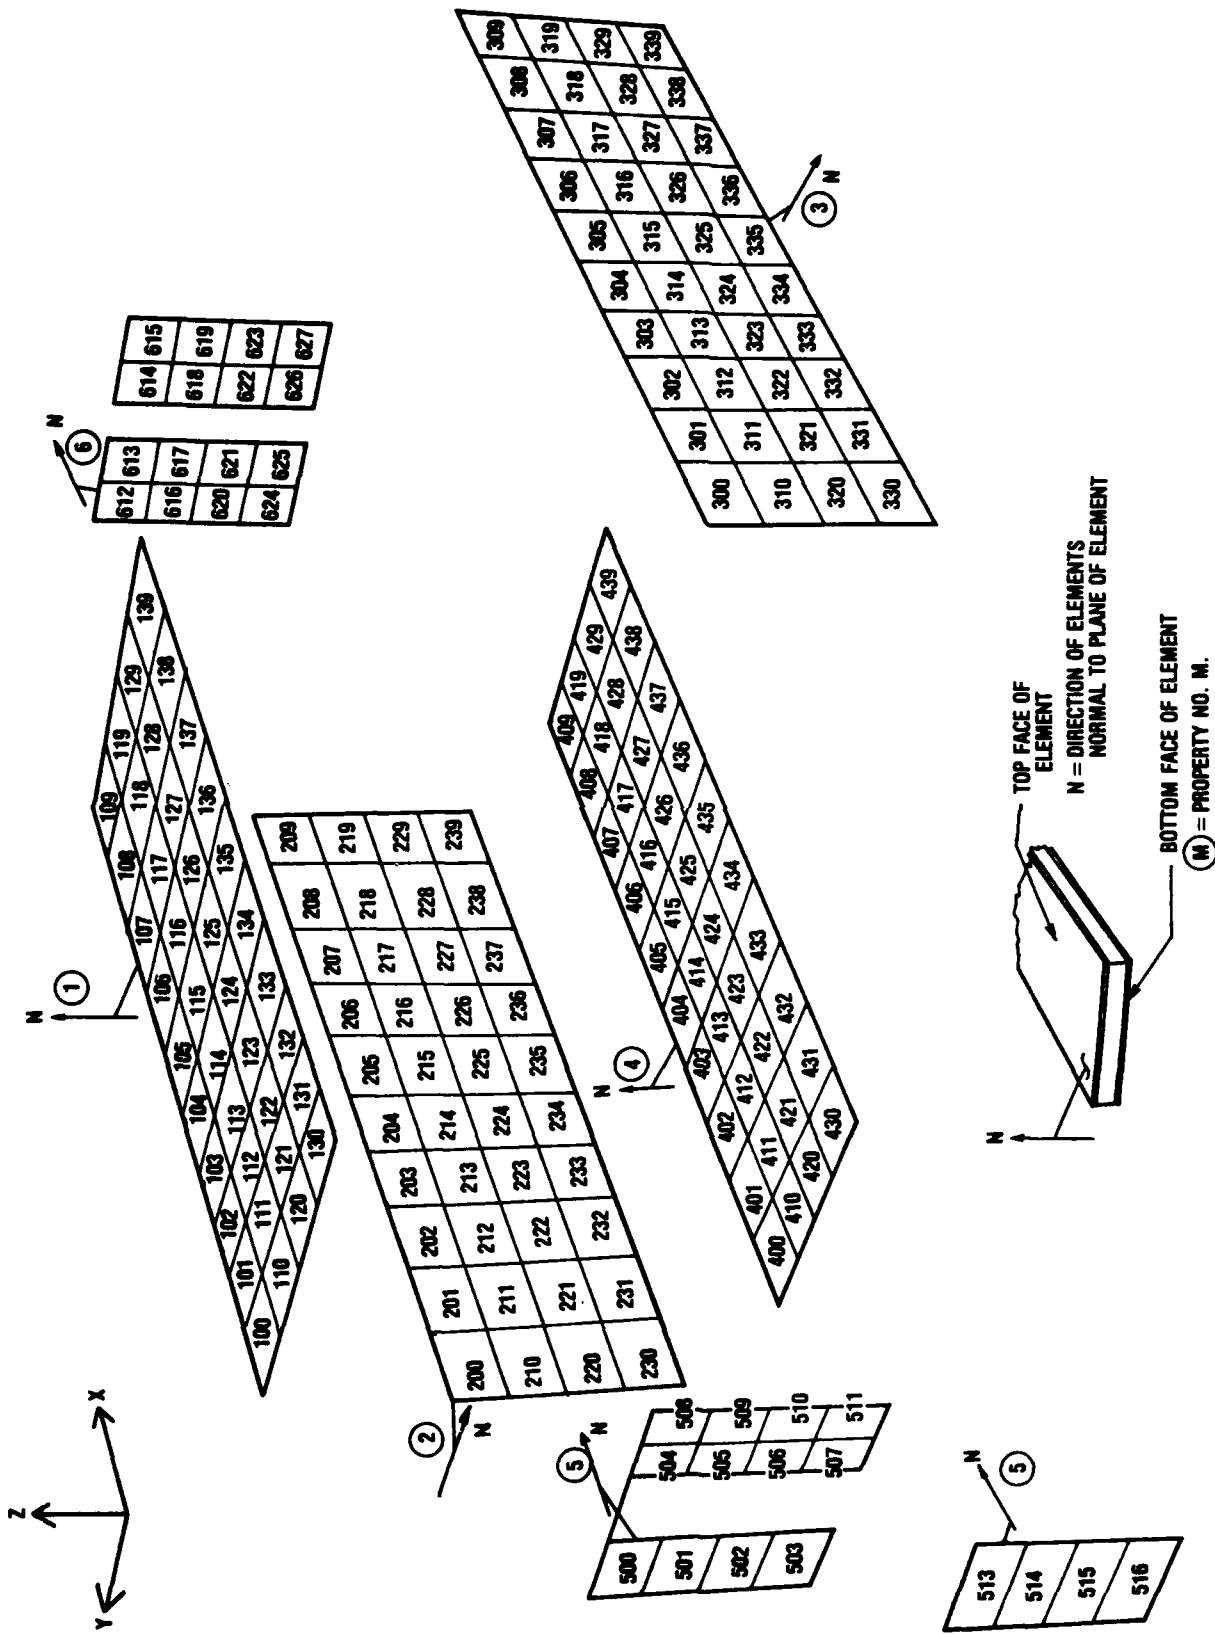 Z
Y
X
N
1
100 101 102 103 104 105 106 107 108 109
110 111 112 113 114 115 116 117 118 119
120 121 122 123 124 125 126 127 128 129
130 131 132 133 134 135 136 137 138 139
N
6
612 613
616 617
620 621
624 625
614 615
618 619
622 623
626 627
2
N
200 201 202 203 204 205 206 207 208 209
210 211 212 213 214 215 216 217 218 219
220 221 222 223 224 225 226 227 228 229
230 231 232 233 234 235 236 237 238 239
300 301 302 303 304 305 306 307 308 309
310 311 312 313 314 315 316 317 318 319
320 321 322 323 324 325 326 327 328 329
330 331 332 333 334 335 336 337 338 339
3
N
5
N
500
501
502
503
504 508
505 509
506 510
507 511
N
4
400 401 402 403 404 405 406 407 408 409
410 411 412 413 414 415 416 417 418 419
420 421 422 423 424 425 426 427 428 429
430 431 432 433 434 435 436 437 438 439
N
5
513
514
515
516
N
TOP FACE OF
ELEMENT
N = DIRECTION OF ELEMENTS
NORMAL TO PLANE OF ELEMENT
BOTTOM FACE OF ELEMENT
M = PROPERTY NO. M.